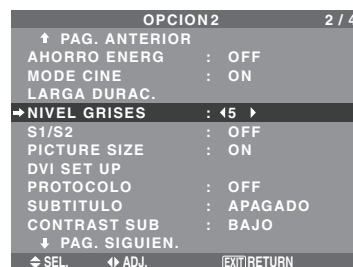 OPCION2 2 / 4
↑ PAG. ANTERIOR
AHORRO ENERG : OFF
MODE CINE : ON
LARGA DURAC.
→NIVEL GRISES : ◂5 ▸
S1/S2 : OFF
PICTURE SIZE : ON
DVI SET UP
PROTOCOLO : OFF
SUBTITULO : APAGADO
CONTRAST SUB : BAJO
↓ PAG. SIGUIEN.
SEL. ADJ. EXIT RETURN